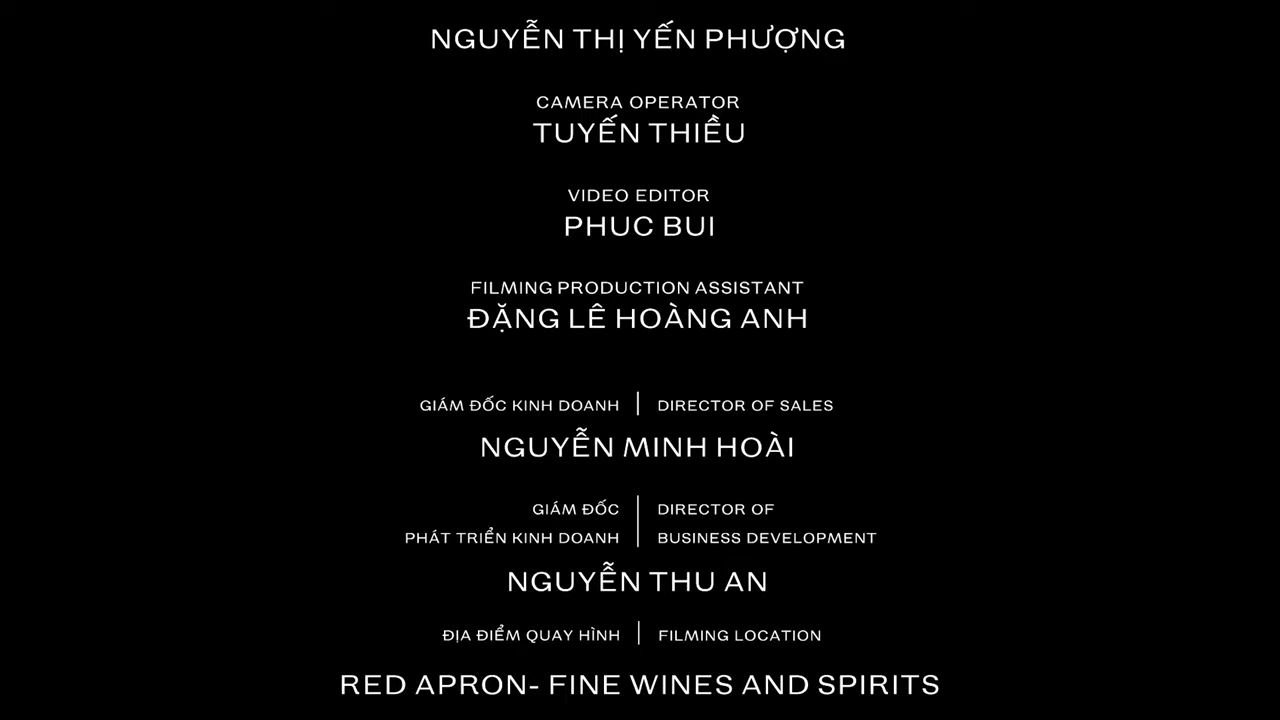 NGUYỄN THỊ YẾN PHƯỢNG
CAMERA OPERATOR
TUYẾN THIỀU
VIDEO EDITOR
PHUC BUI
FILMING PRODUCTION ASSISTANT
ĐẶNG LÊ HOÀNG ANH
GIÁM ĐỐC KINH DOANH | DIRECTOR OF SALES
NGUYỄN MINH HOÀI
GIÁM ĐỐC | DIRECTOR OF
PHÁT TRIỂN KINH DOANH | BUSINESS DEVELOPMENT
NGUYỄN THU AN
ĐỊA ĐIỂM QUAY HÌNH | FILMING LOCATION
RED APRON- FINE WINES AND SPIRITS